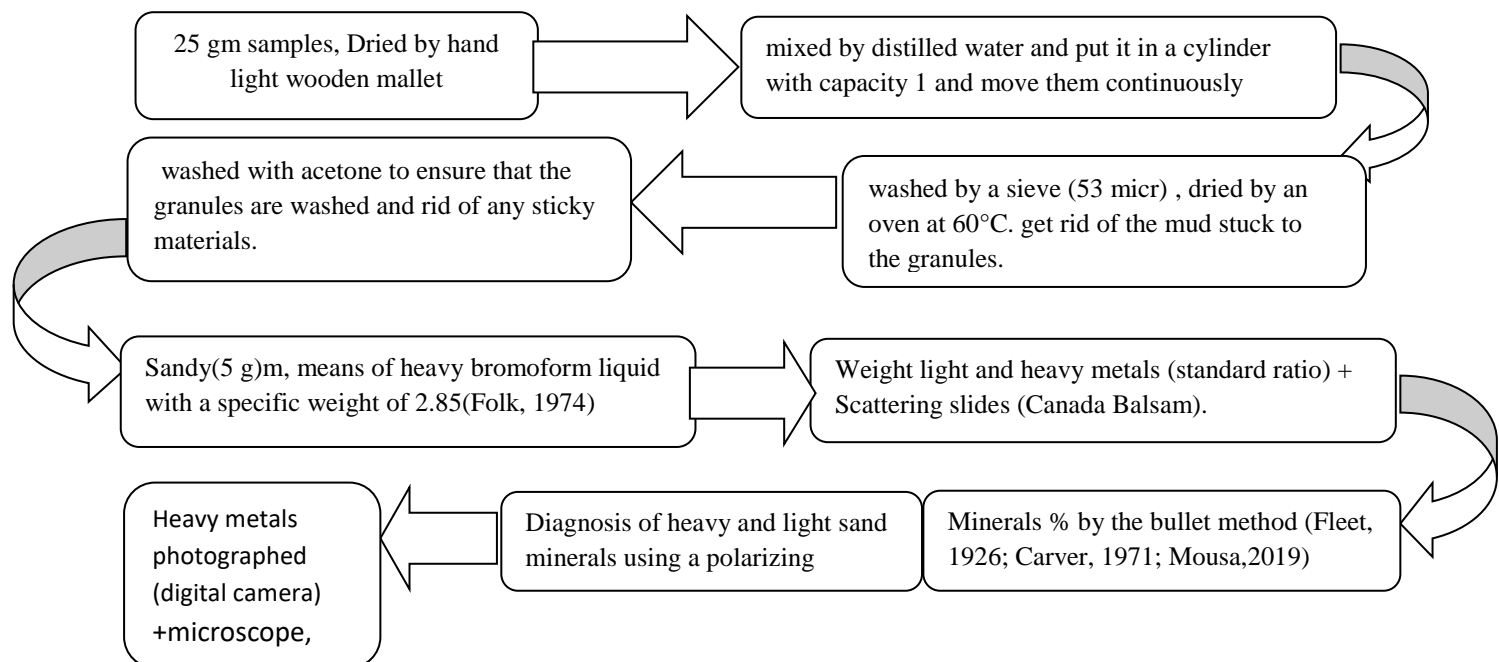 25 gm samples, Dried by hand
light wooden mallet
mixed by distilled water and put it in a cylinder
with capacity 1 and move them continuously
washed by a sieve (53 micr) , dried by an
oven at 60°C. get rid of the mud stuck to
the granules.
washed with acetone to ensure that the
granules are washed and rid of any sticky
materials.
Sandy(5 g)m, means of heavy bromoform liquid
with a specific weight of 2.85(Folk, 1974)
Weight light and heavy metals (standard ratio) +
Scattering slides (Canada Balsam).
Minerals % by the bullet method (Fleet,
1926; Carver, 1971; Mousa,2019)
Diagnosis of heavy and light sand
minerals using a polarizing
Heavy metals
photographed
(digital camera)
+microscope,